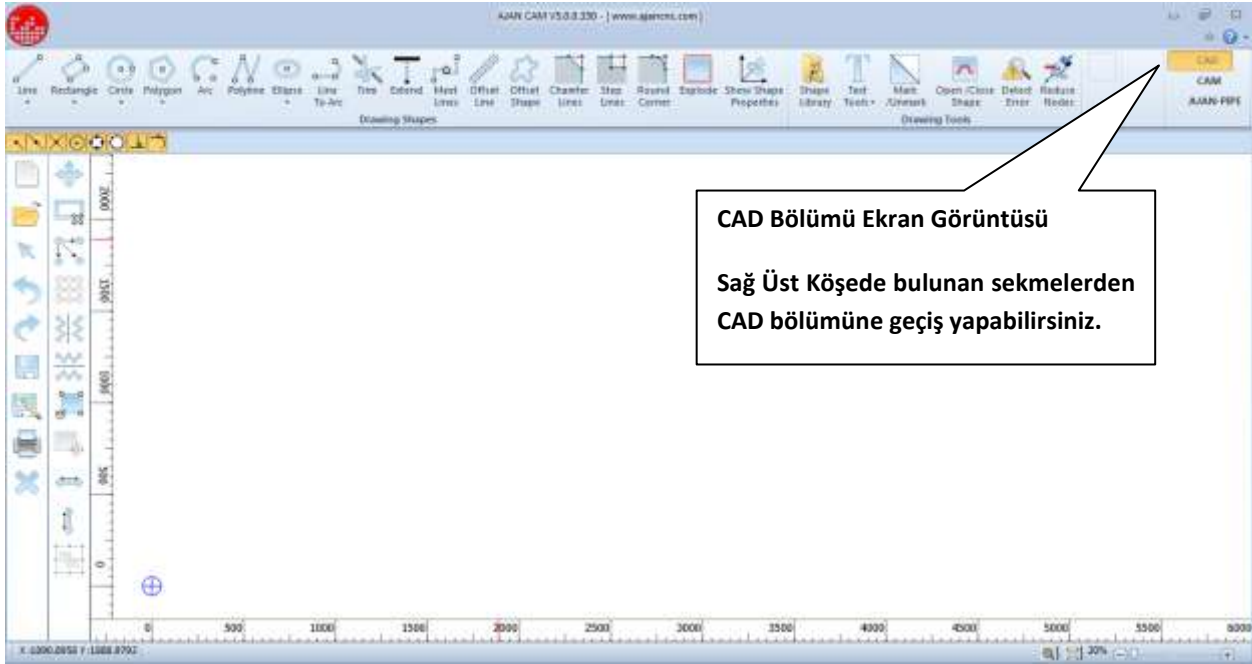 AJAN CAM V5.0.0.330 - [ www.ajancnc.com ]
CAD
CAM
AJAN-PIPE
Line
Rectangle
Circle
Polygon
Arc
Polyline
Ellipse
Line To Arc
Trim
Extend
Meet Lines
Offset Line
Offset Shape
Chamfer Lines
Step Lines
Round Corner
Explode
Show Shape Properties
Shape Library
Text Tools
Mark /Unmark
Open /Close Shape
Detect Error
Reduce Nodes
Drawing Shapes
Drawing Tools
CAD Bölümü Ekran Görüntüsü
Sağ Üst Köşede bulunan sekmelerden
CAD bölümüne geçiş yapabilirsiniz.
2000
1500
1000
500
0
0 500 1000 1500 2000 2500 3000 3500 4000 4500 5000 5500 6000
30%